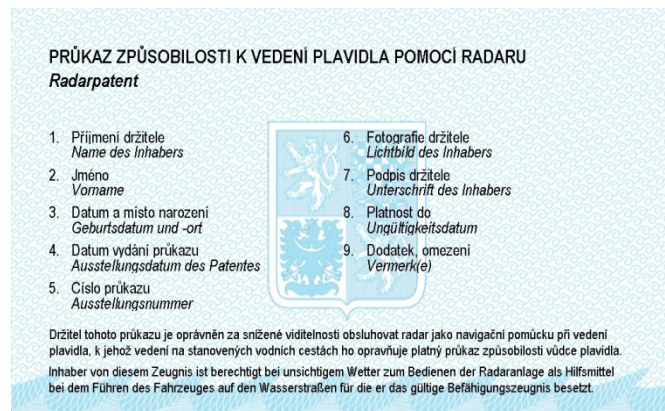 PRŮKAZ ZPŮSOBILOSTI K VEDENÍ PLAVIDLA POMOCÍ RADARU
Radarpatent
1. Příjmení držitele
Name des Inhabers
2. Jméno
Vorname
3. Datum a místo narození
Geburtsdatum und -ort
4. Datum vydání průkazu
Ausstellungsdatum des Patentes
5. Číslo průkazu
Ausstellungsnummer
6. Fotografie držitele
Lichtbild des Inhabers
7. Podpis držitele
Unterschrift des Inhabers
8. Platnost do
Ungültigkeitsdatum
9. Dodatek, omezení
Vermerk(e)
Držitel tohoto průkazu je oprávněn za snížené viditelnosti obsluhovat radar jako navigační pomůcku při vedení
plavidla, k jehož vedení na stanovených vodních cestách ho opravňuje platný průkaz způsobilosti vůdce plavidla.
Inhaber von diesem Zeugnis ist berechtigt bei unsichtigem Wetter zum Bedienen der Radaranlage als Hilfsmittel
bei dem Führen des Fahrzeuges auf den Wasserstraßen für die er das gültige Befähigungszeugnis besetzt.